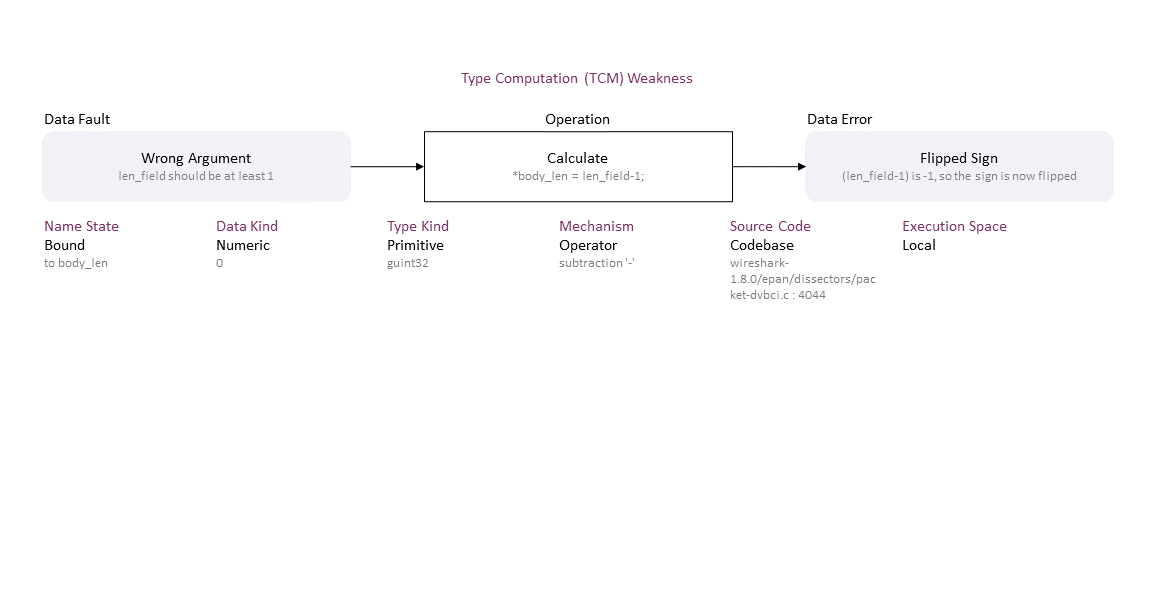 Type Computation (TCM) Weakness
Data Fault
Operation
Data Error
Wrong Argument
len_field should be at least 1
Calculate
*body_len = len_field-1;
Flipped Sign
(len_field-1) is -1, so the sign is now flipped
Name State
Bound
to body_len
Data Kind
Numeric
0
Type Kind
Primitive
guint32
Mechanism
Operator
subtraction '-'
Source Code
Codebase
wireshark-
1.8.0/epan/dissectors/pac
ket-dvbci.c : 4044
Execution Space
Local